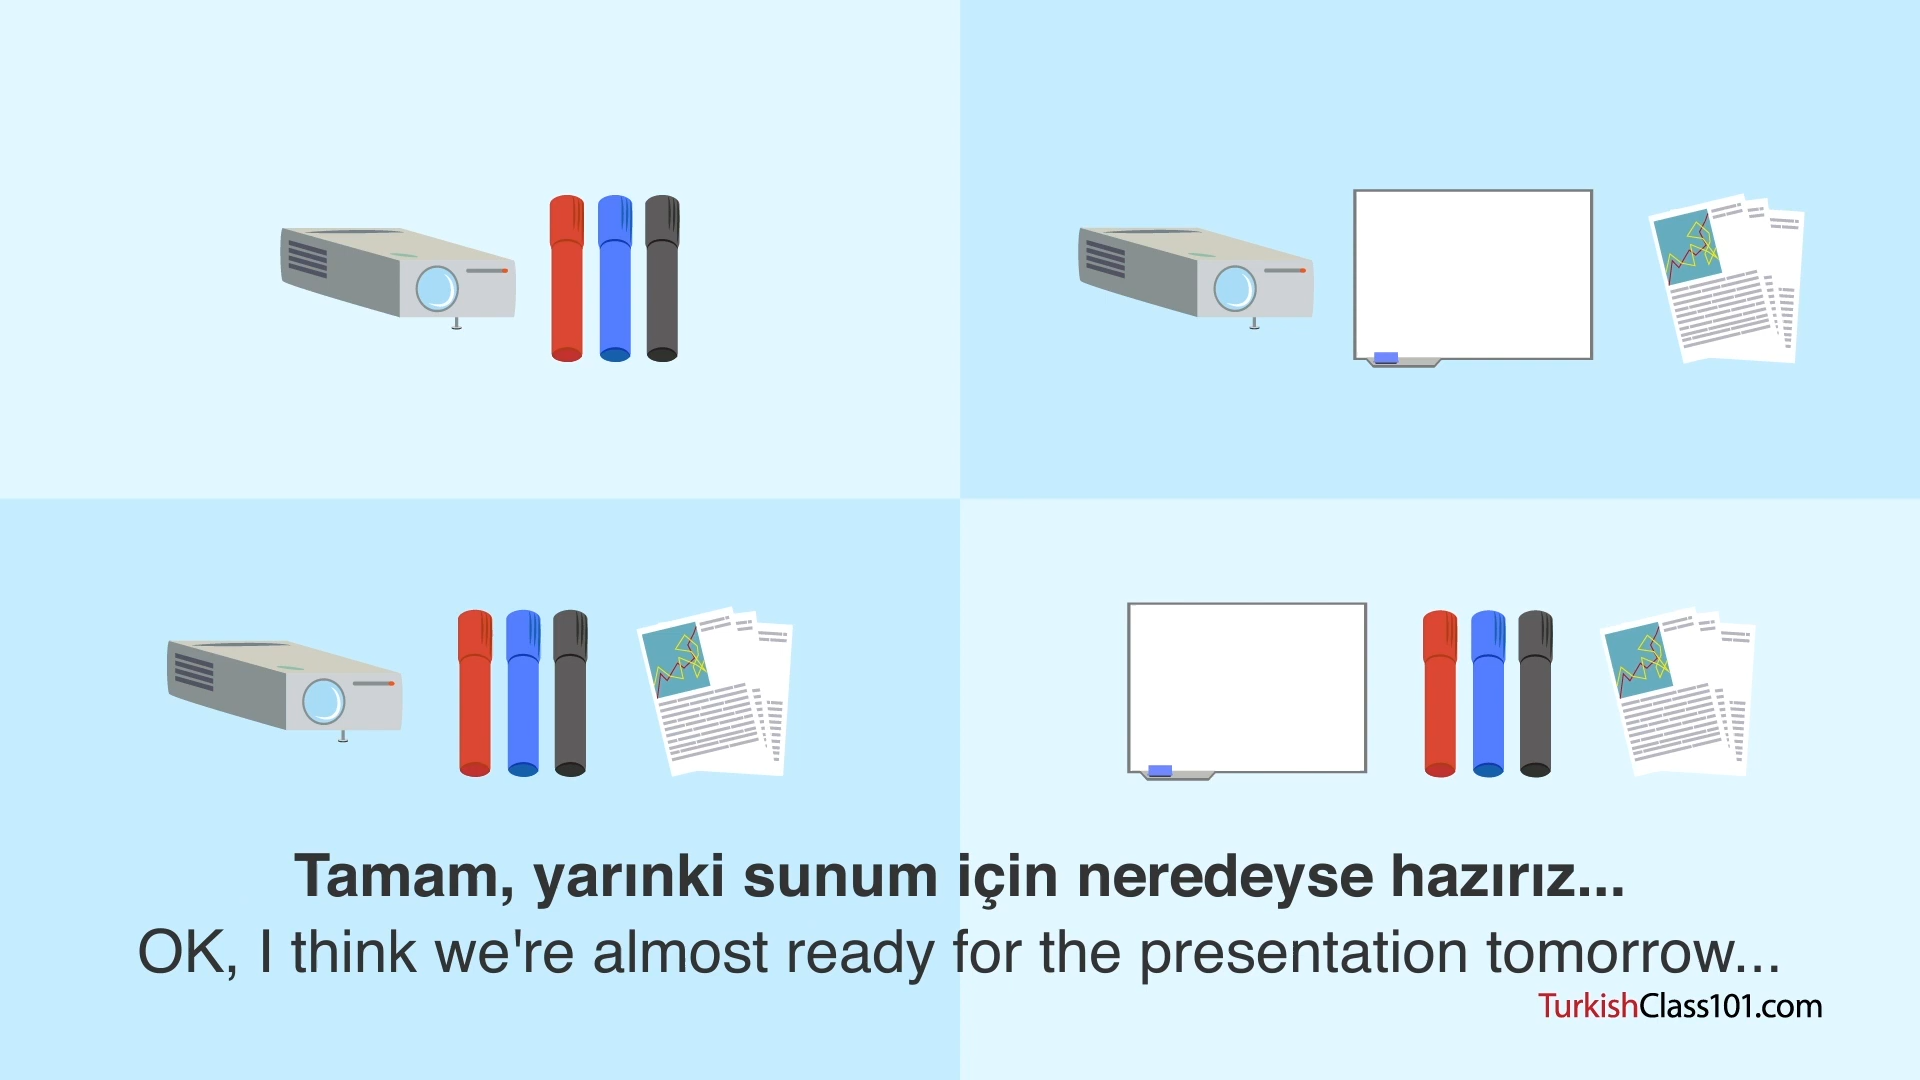 Tamam, yarınki sunum için neredeyse hazırız...
OK, I think we're almost ready for the presentation tomorrow...
TurkishClass101.com